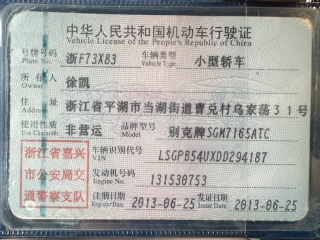 中华人民共和国机动车行驶证
Vehicle License of the People's Republic of China
号牌号码 浙F73X83 车辆类型 小型轿车
Plate No. Vehicle Type
所有人 徐凯
Owner
住址 浙江省平湖市当湖街道曹兑村乌家荡31号
Address
使用性质 非营运 品牌型号 别克牌SGM7165ATC
Use Character Model
浙江省嘉兴
市公安局交
通警察支队
车辆识别代号 LSGPB54UXDD294187
VIN
发动机号码 131530753
Engine No.
注册日期 2013-06-25 发证日期 2013-06-25
Register Date Issue Date